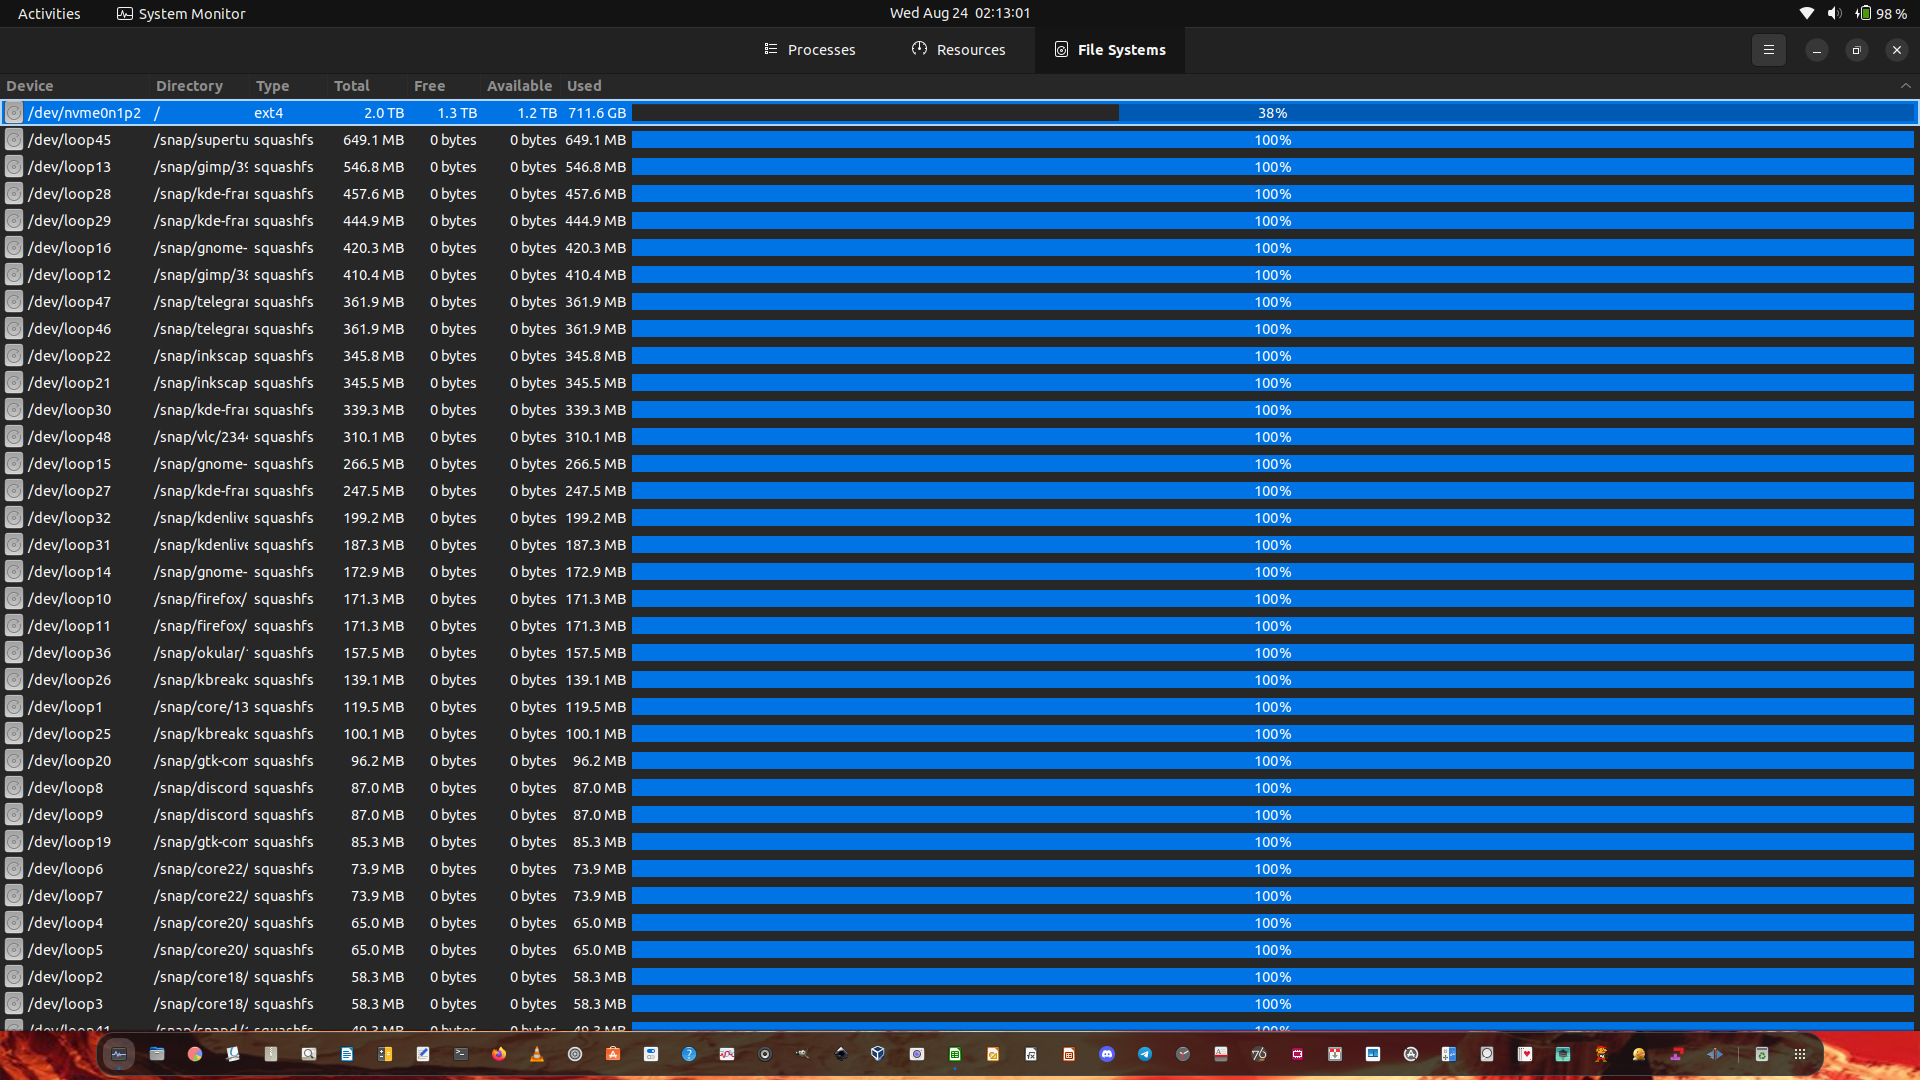 Activities System Monitor Wed Aug 24 02:13:01 98 %
Processes Resources File Systems
Device Directory Type Total Free Available Used
/dev/nvme0n1p2 / ext4 2.0 TB 1.3 TB 1.2 TB 711.6 GB 38%
/dev/loop45 /snap/supertu squashfs 649.1 MB 0 bytes 0 bytes 649.1 MB 100%
/dev/loop13 /snap/gimp/39 squashfs 546.8 MB 0 bytes 0 bytes 546.8 MB 100%
/dev/loop28 /snap/kde-fra squashfs 457.6 MB 0 bytes 0 bytes 457.6 MB 100%
/dev/loop29 /snap/kde-fra squashfs 444.9 MB 0 bytes 0 bytes 444.9 MB 100%
/dev/loop16 /snap/gnome- squashfs 420.3 MB 0 bytes 0 bytes 420.3 MB 100%
/dev/loop12 /snap/gimp/38 squashfs 410.4 MB 0 bytes 0 bytes 410.4 MB 100%
/dev/loop47 /snap/telegra squashfs 361.9 MB 0 bytes 0 bytes 361.9 MB 100%
/dev/loop46 /snap/telegra squashfs 361.9 MB 0 bytes 0 bytes 361.9 MB 100%
/dev/loop22 /snap/inkscap squashfs 345.8 MB 0 bytes 0 bytes 345.8 MB 100%
/dev/loop21 /snap/inkscap squashfs 345.5 MB 0 bytes 0 bytes 345.5 MB 100%
/dev/loop30 /snap/kde-fra squashfs 339.3 MB 0 bytes 0 bytes 339.3 MB 100%
/dev/loop48 /snap/vlc/234 squashfs 310.1 MB 0 bytes 0 bytes 310.1 MB 100%
/dev/loop15 /snap/gnome- squashfs 266.5 MB 0 bytes 0 bytes 266.5 MB 100%
/dev/loop27 /snap/kde-fra squashfs 247.5 MB 0 bytes 0 bytes 247.5 MB 100%
/dev/loop32 /snap/kdenlive squashfs 199.2 MB 0 bytes 0 bytes 199.2 MB 100%
/dev/loop31 /snap/kdenlive squashfs 187.3 MB 0 bytes 0 bytes 187.3 MB 100%
/dev/loop14 /snap/gnome- squashfs 172.9 MB 0 bytes 0 bytes 172.9 MB 100%
/dev/loop10 /snap/firefox/ squashfs 171.3 MB 0 bytes 0 bytes 171.3 MB 100%
/dev/loop11 /snap/firefox/ squashfs 171.3 MB 0 bytes 0 bytes 171.3 MB 100%
/dev/loop36 /snap/okular/ squashfs 157.5 MB 0 bytes 0 bytes 157.5 MB 100%
/dev/loop26 /snap/kbreako squashfs 139.1 MB 0 bytes 0 bytes 139.1 MB 100%
/dev/loop1 /snap/core/13 squashfs 119.5 MB 0 bytes 0 bytes 119.5 MB 100%
/dev/loop25 /snap/kbreako squashfs 100.1 MB 0 bytes 0 bytes 100.1 MB 100%
/dev/loop20 /snap/gtk-com squashfs 96.2 MB 0 bytes 0 bytes 96.2 MB 100%
/dev/loop8 /snap/discord squashfs 87.0 MB 0 bytes 0 bytes 87.0 MB 100%
/dev/loop9 /snap/discord squashfs 87.0 MB 0 bytes 0 bytes 87.0 MB 100%
/dev/loop19 /snap/gtk-com squashfs 85.3 MB 0 bytes 0 bytes 85.3 MB 100%
/dev/loop6 /snap/core22/ squashfs 73.9 MB 0 bytes 0 bytes 73.9 MB 100%
/dev/loop7 /snap/core22/ squashfs 73.9 MB 0 bytes 0 bytes 73.9 MB 100%
/dev/loop4 /snap/core20/ squashfs 65.0 MB 0 bytes 0 bytes 65.0 MB 100%
/dev/loop5 /snap/core20/ squashfs 65.0 MB 0 bytes 0 bytes 65.0 MB 100%
/dev/loop2 /snap/core18/ squashfs 58.3 MB 0 bytes 0 bytes 58.3 MB 100%
/dev/loop3 /snap/core18/ squashfs 58.3 MB 0 bytes 0 bytes 58.3 MB 100%
/dev/loop41 /snap/snapd/ squashfs 49.3 MB 0 bytes 0 bytes 49.3 MB 100%